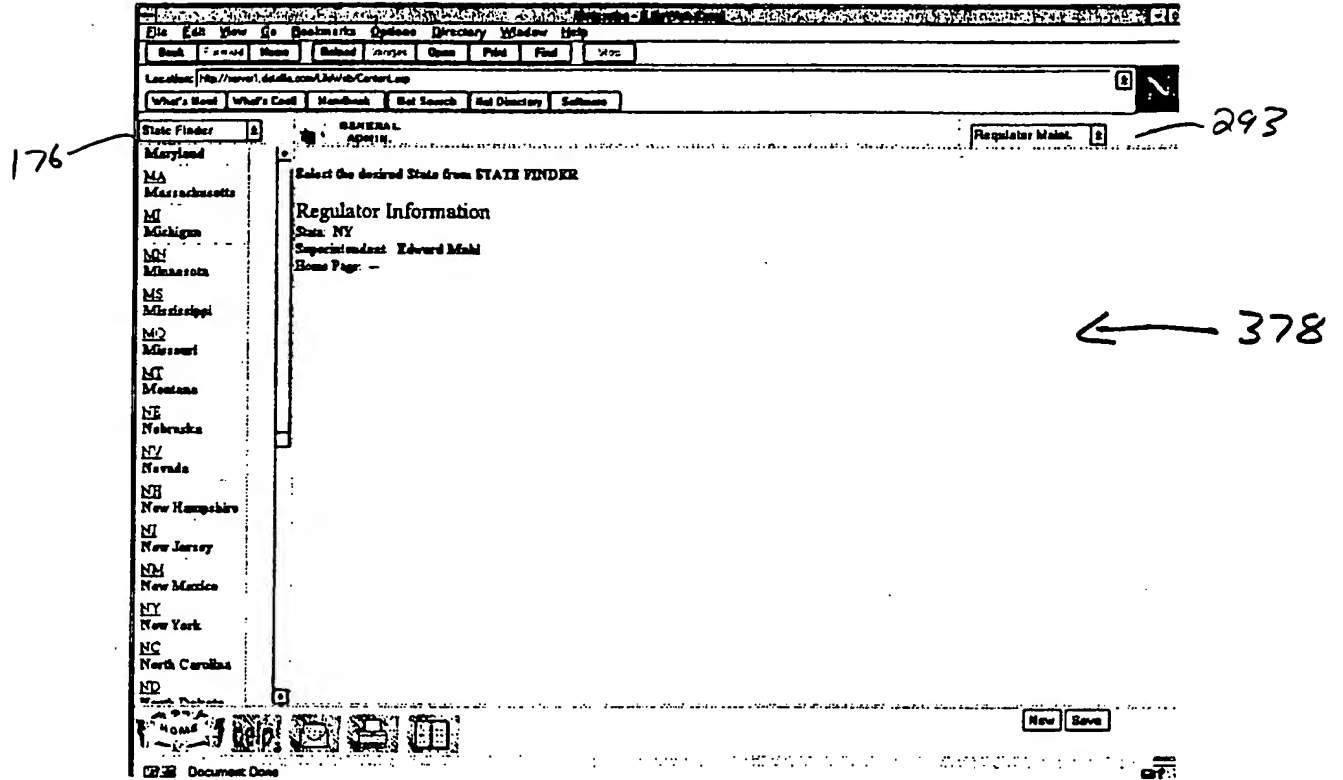 File Edit View Go Bookmarks Options Directory Window Help
Back Forward Home Reload Images Open Print Find Stop
Location:
What's New! What's Cool! Handbook Net Search Net Directory Software
State Finder
GENERAL
ADMIN.
Regulator Maint.
293
176
Maryland
MA
Massachusetts
MI
Michigan
MN
Minnesota
MS
Mississippi
MO
Missouri
MT
Montana
NE
Nebraska
NV
Nevada
NH
New Hampshire
NJ
New Jersey
NM
New Mexico
NY
New York
NC
North Carolina
ND
North Dakota
Select the desired State from STATE FINDER
Regulator Information
State: NY
Superintendent: Edward Muhl
Home Page: --
378
New Save
HOME Help!
Document Done